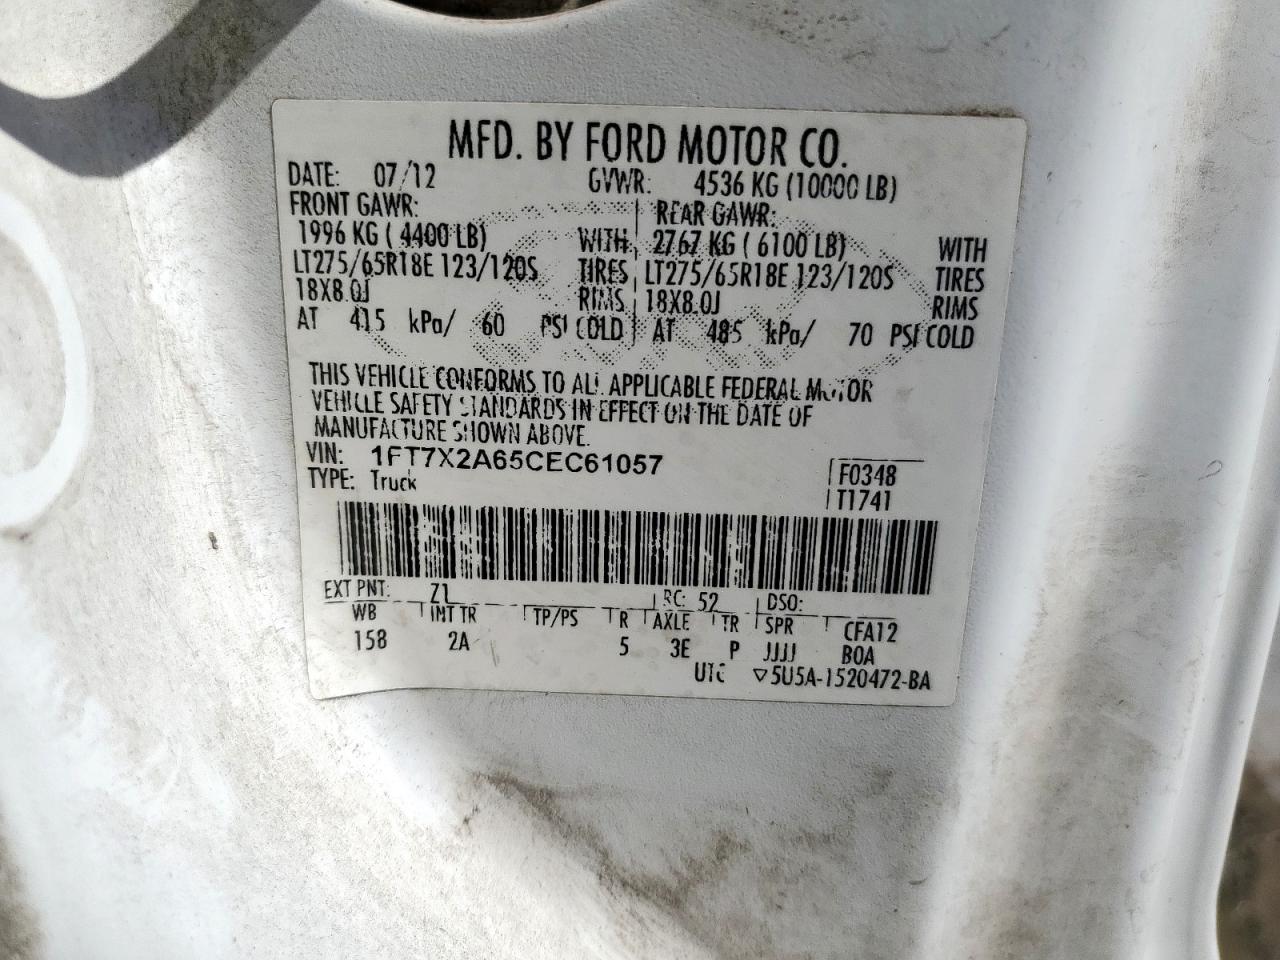 MFD. BY FORD MOTOR CO.
DATE: 07/12 GVWR: 4536 KG (10000 LB)
FRONT GAWR: REAR GAWR:
1996 KG ( 4400 LB) WITH 2767 KG ( 6100 LB) WITH
LT275/65R18E 123/120S TIRES LT275/65R18E 123/120S TIRES
18X8.0J RIMS 18X8.0J RIMS
AT 415 kPa/ 60 PSI COLD AT 485 kPa/ 70 PSI COLD
THIS VEHICLE CONFORMS TO ALL APPLICABLE FEDERAL MOTOR
VEHICLE SAFETY STANDARDS IN EFFECT ON THE DATE OF
MANUFACTURE SHOWN ABOVE.
VIN: 1FT7X2A65CEC61057 F0348
TYPE: Truck T1741
EXT PNT: Z1 RC: 52 DSO:
WB INT TR TP/PS R AXLE TR SPR CFA12
158 2A 5 3E P JJJJ BOA
UTC ▽5U5A-1520472-BA